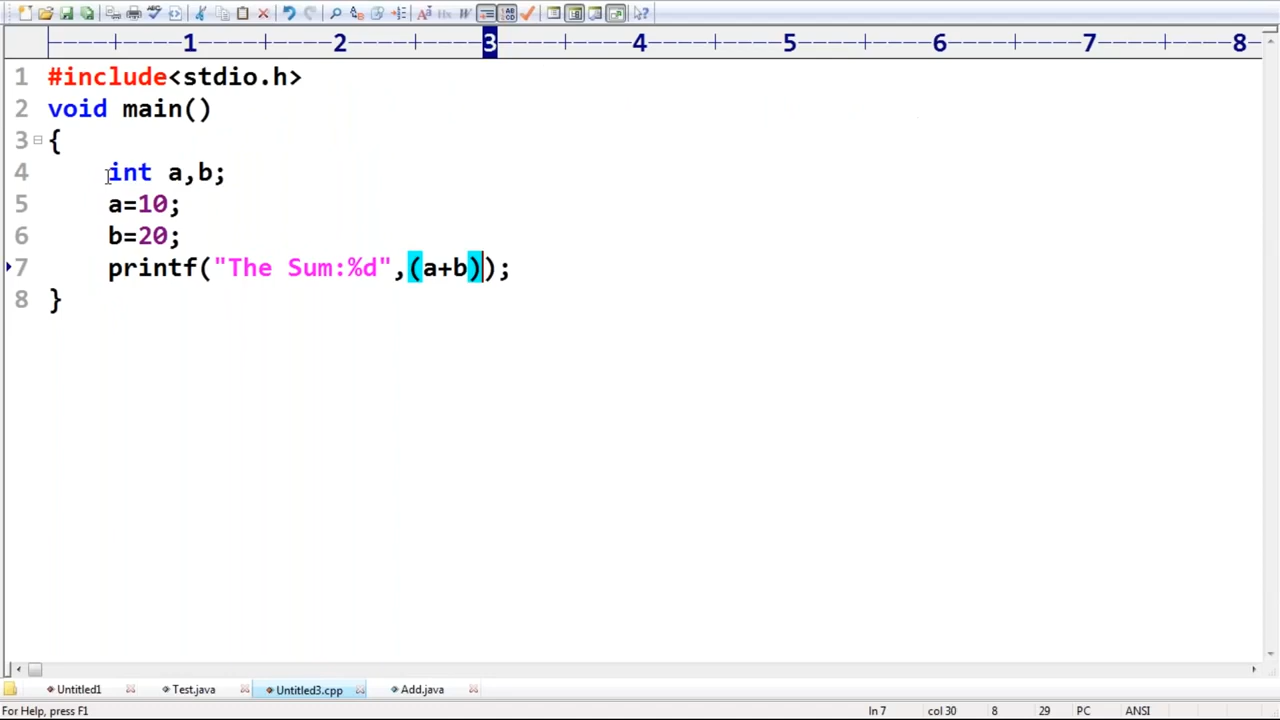 1 2 3 4 5 6 7 8
1 #include<stdio.h>
2 void main()
3 {
4     int a,b;
5     a=10;
6     b=20;
7     printf("The Sum:%d",(a+b));
8 }
Untitled1 Test.java Untitled3.cpp Add.java
For Help, press F1 ln 7 col 30 8 29 PC ANSI